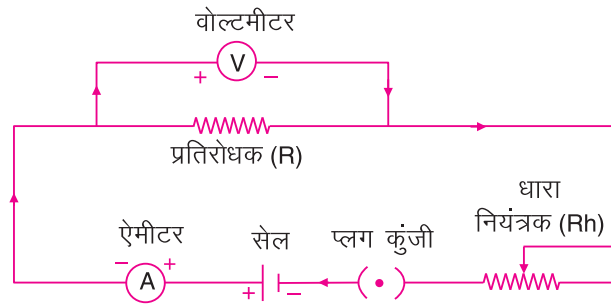 वोल्टमीटर
+ V −
प्रतिरोधक (R)
धारा
नियंत्रक (Rh)
ऐमीटर सेल प्लग कुंजी
− A + + −